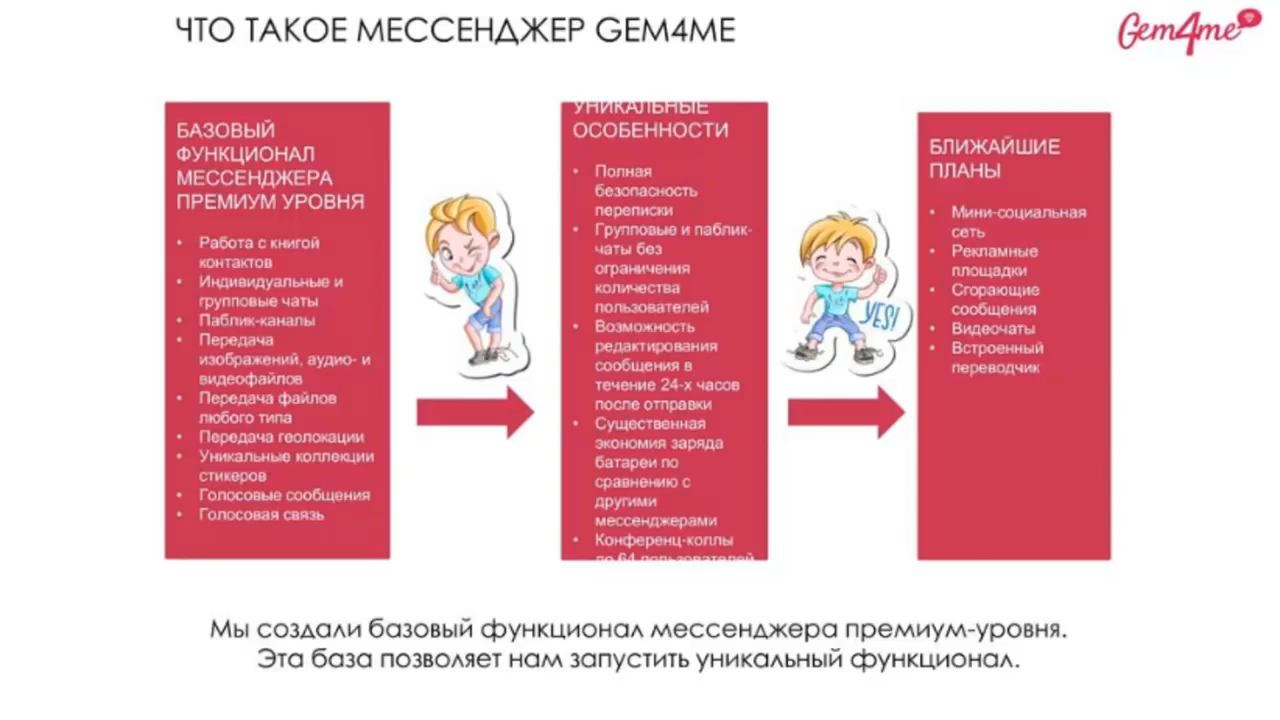 ЧТО ТАКОЕ МЕССЕНДЖЕР GEM4ME
Gem4me
БАЗОВЫЙ
ФУНКЦИОНАЛ
МЕССЕНДЖЕРА
ПРЕМИУМ УРОВНЯ
• Работа с книгой
контактов
• Индивидуальные и
групповые чаты
• Паблик-каналы
• Передача
изображений, аудио- и
видеофайлов
• Передача файлов
любого типа
• Передача геолокации
• Уникальные коллекции
стикеров
• Голосовые сообщения
• Голосовая связь
УНИКАЛЬНЫЕ
ОСОБЕННОСТИ
• Полная
безопасность
переписки
• Групповые и паблик-
чаты без
ограничения
количества
пользователей
• Возможность
редактирования
сообщения в
течение 24-х часов
после отправки
• Существенная
экономия заряда
батареи по
сравнению с
другими
мессенджерами
• Конференц-коллы
до 64 пользователей
YES!
БЛИЖАЙШИЕ
ПЛАНЫ
• Мини-социальная
сеть
• Рекламные
площадки
• Сгорающие
сообщения
• Видеочаты
• Встроенный
переводчик
Мы создали базовый функционал мессенджера премиум-уровня.
Эта база позволяет нам запустить уникальный функционал.